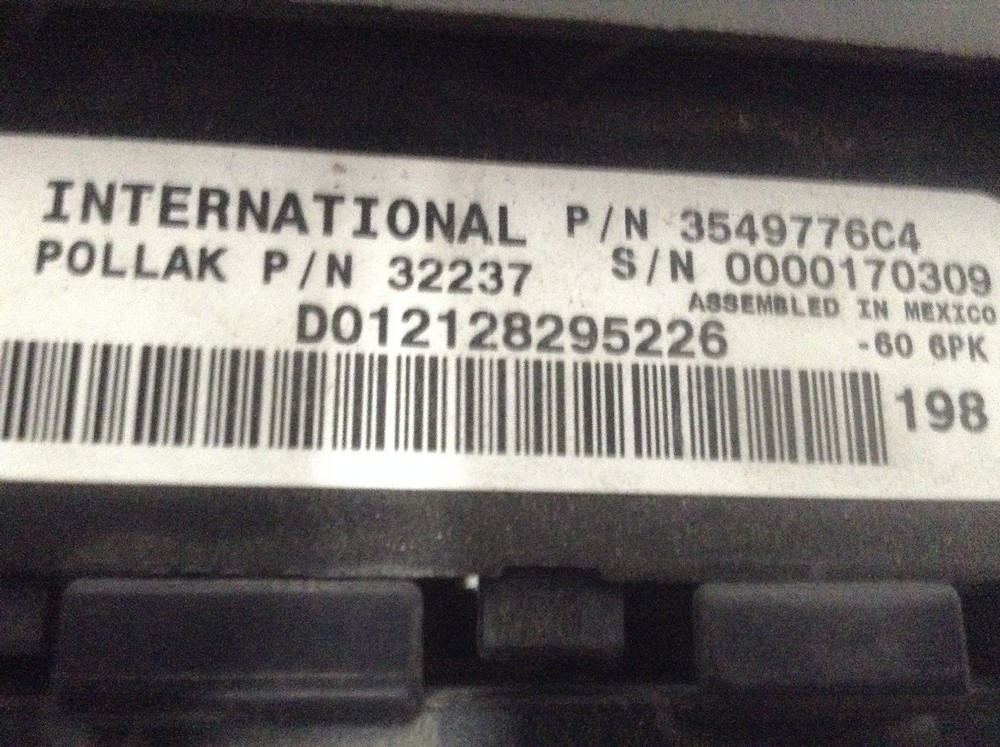 INTERNATIONAL P/N 3549776C4
POLLAK P/N 32237 S/N 0000170309
ASSEMBLED IN MEXICO
D012128295226 -60 6PK
198